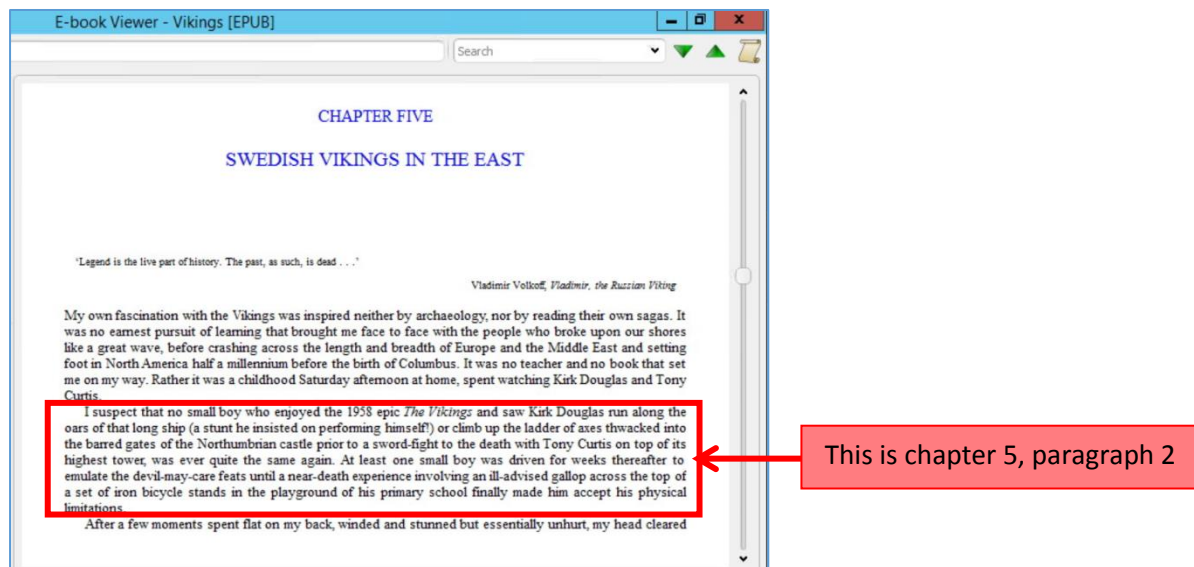 E-book Viewer - Vikings [EPUB]
Search
CHAPTER FIVE
SWEDISH VIKINGS IN THE EAST
‘Legend is the live part of history. The past, as such, is dead . . .’
Vladimir Volkoff, Vladimir, the Russian Viking
My own fascination with the Vikings was inspired neither by archaeology, nor by reading their own sagas. It
was no earnest pursuit of learning that brought me face to face with the people who broke upon our shores
like a great wave, before crashing across the length and breadth of Europe and the Middle East and setting
foot in North America half a millennium before the birth of Columbus. It was no teacher and no book that set
me on my way. Rather it was a childhood Saturday afternoon at home, spent watching Kirk Douglas and Tony
Curtis.
I suspect that no small boy who enjoyed the 1958 epic The Vikings and saw Kirk Douglas run along the
oars of that long ship (a stunt he insisted on performing himself!) or climb up the ladder of axes thwacked into
the barred gates of the Northumbrian castle prior to a sword-fight to the death with Tony Curtis on top of its
highest tower, was ever quite the same again. At least one small boy was driven for weeks thereafter to
emulate the devil-may-care feats until a near-death experience involving an ill-advised gallop across the top of
a set of iron bicycle stands in the playground of his primary school finally made him accept his physical
limitations.
After a few moments spent flat on my back, winded and stunned but essentially unhurt, my head cleared
This is chapter 5, paragraph 2